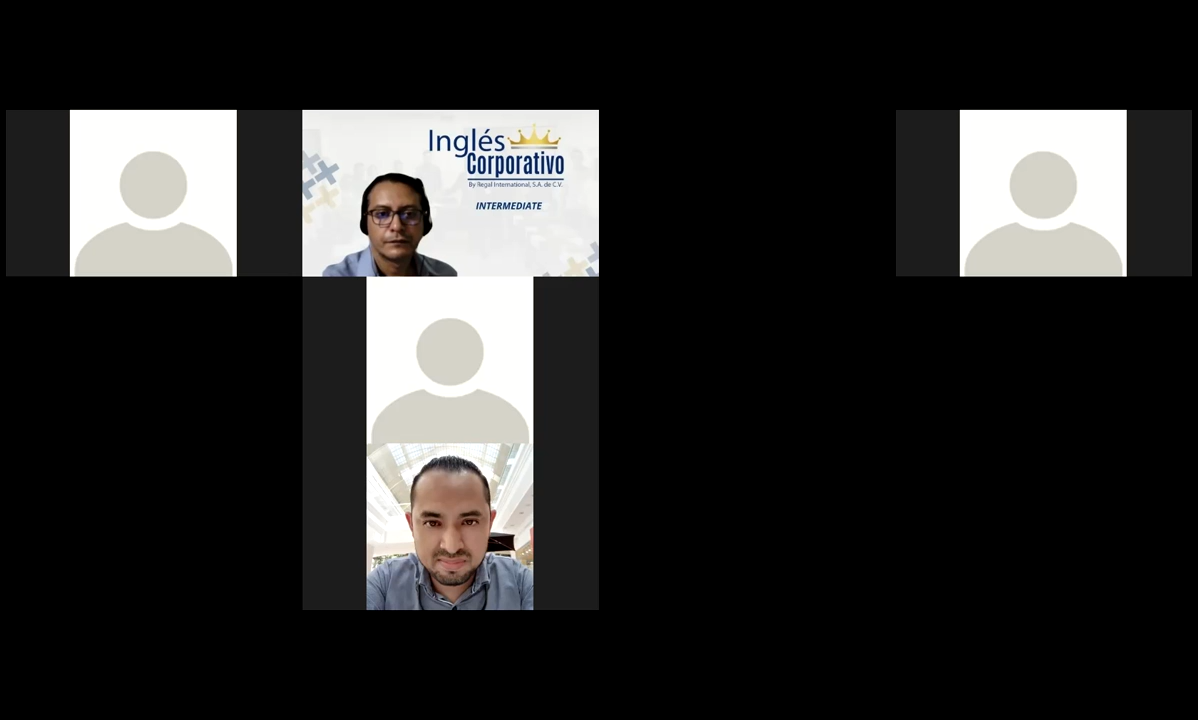 Inglés
Corporativo
By Regal International, S.A. de C.V.
INTERMEDIATE